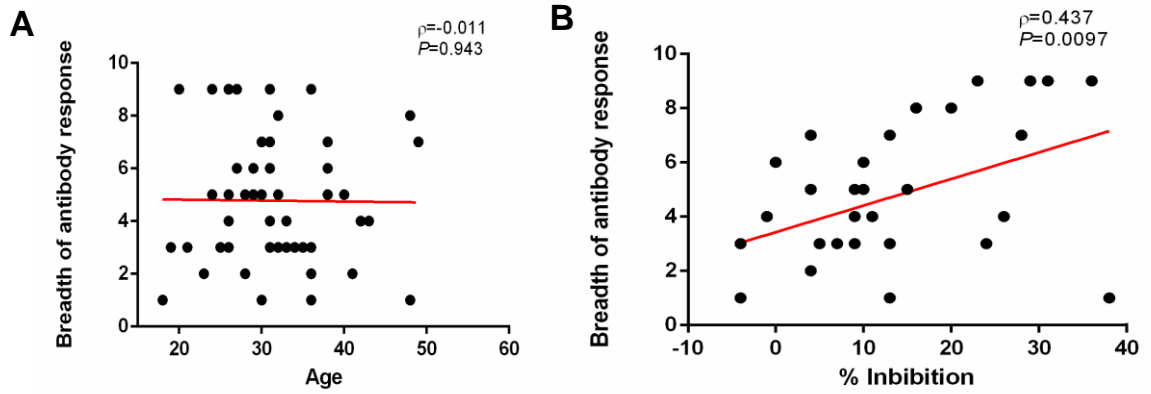 A
ρ=-0.011
P=0.943
Breadth of antibody response
10
8
6
4
2
0
20 30 40 50 60
Age
B
ρ=0.437
P=0.0097
Breadth of antibody response
10
8
6
4
2
0
-10 0 10 20 30 40
% Inbibition